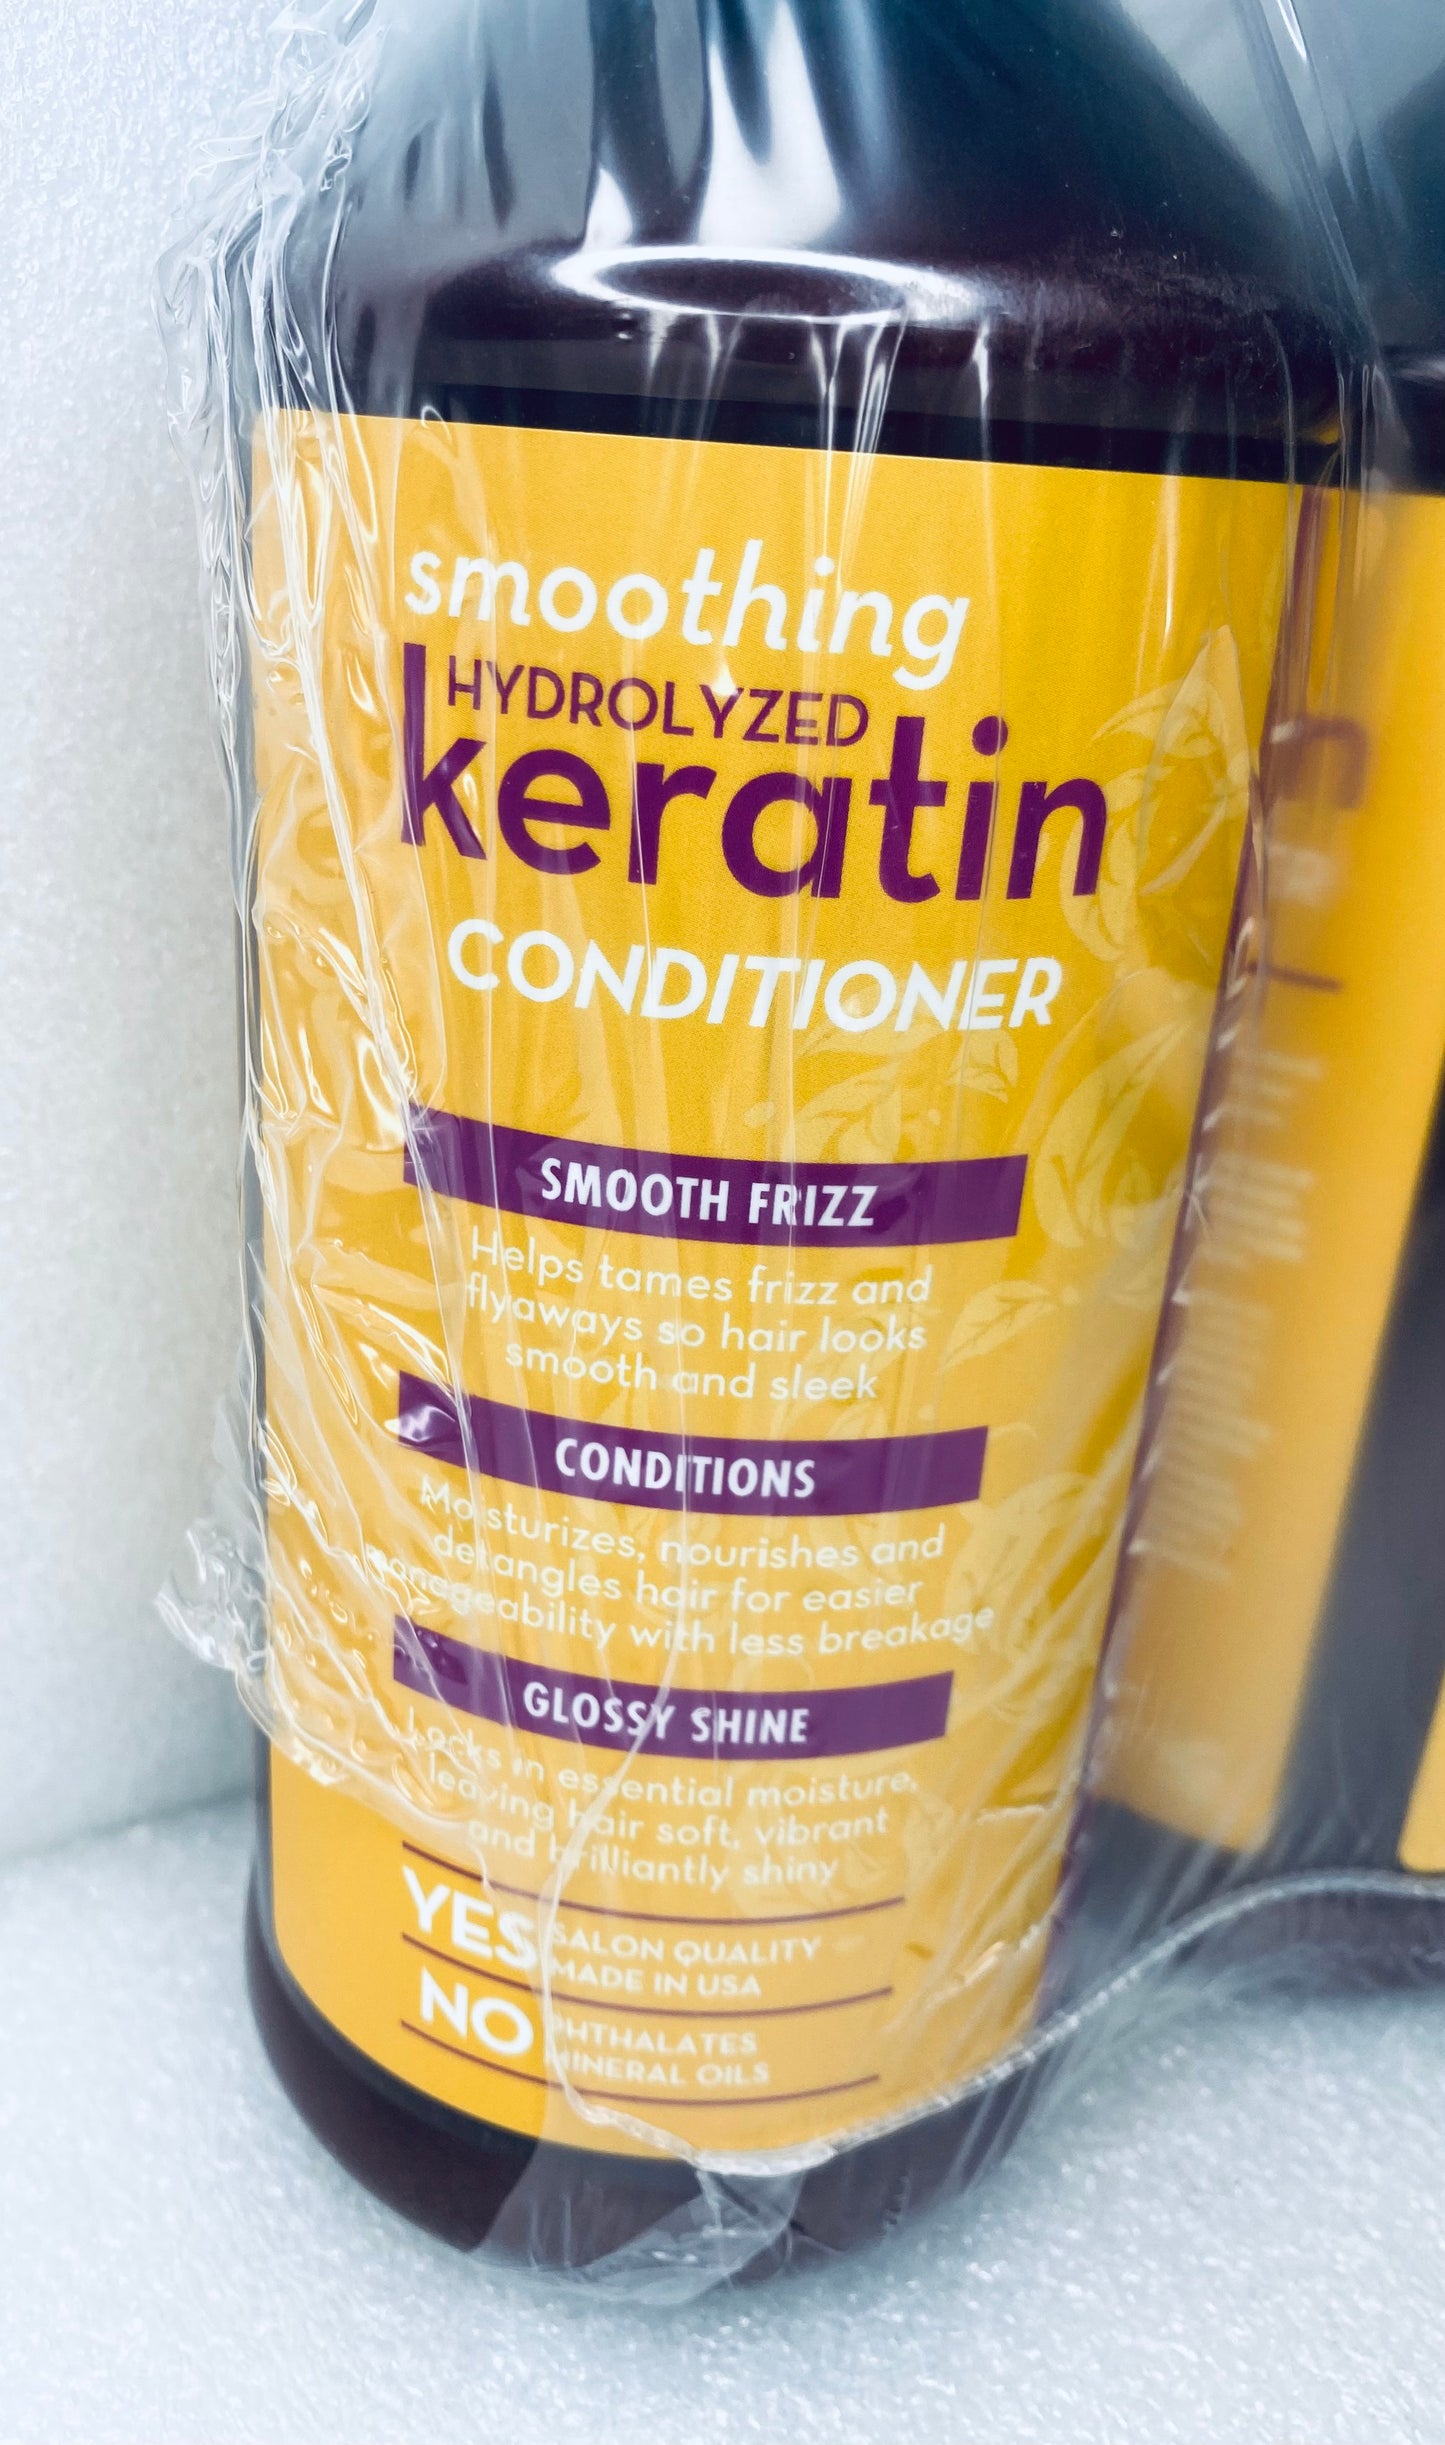 smoothing
HYDROLYZED
keratin
CONDITIONER
SMOOTH FRIZZ
Helps tames frizz and
flyaways so hair looks
smooth and sleek
CONDITIONS
Moisturizes, nourishes and
detangles hair for easier
manageability with less breakage
GLOSSY SHINE
Locks in essential moisture,
leaving hair soft, vibrant
and brilliantly shiny
YES SALON QUALITY
MADE IN USA
NO PHTHALATES
MINERAL OILS